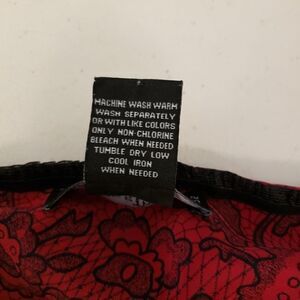 MACHINE WASH WARM
WASH SEPARATELY
OR WITH LIKE COLORS
ONLY NON-CHLORINE
BLEACH WHEN NEEDED
TUMBLE DRY LOW
COOL IRON
WHEN NEEDED